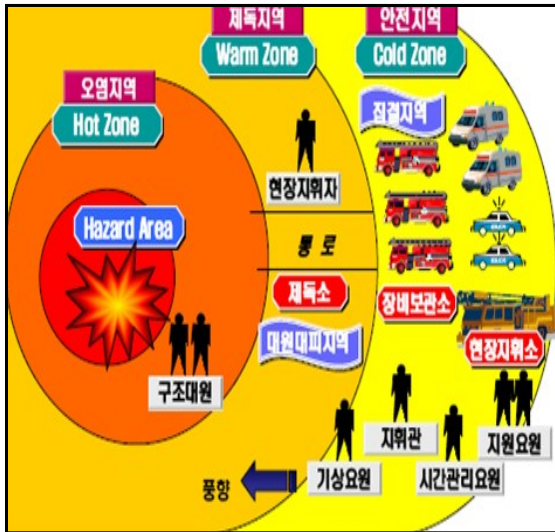 제독지역
Warm Zone
안전지역
Cold Zone
오염지역
Hot Zone
집결지역
현장지휘자
Hazard Area
통로
제독소
장비보관소
대원대피지역
현장지휘소
구조대원
지휘관
지원요원
기상요원
시간관리요원
풍향